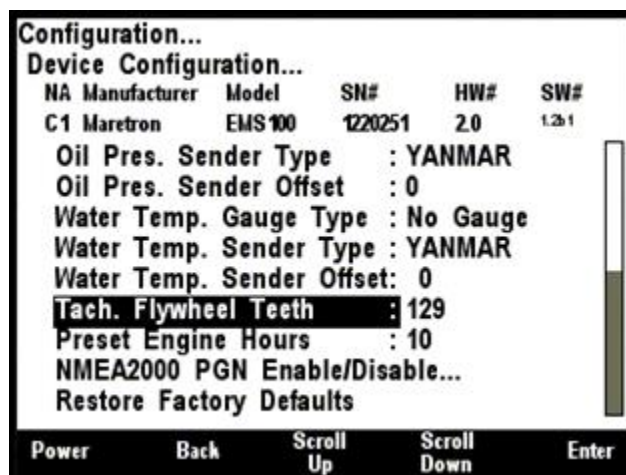 Configuration...
Device Configuration...
NA Manufacturer Model SN# HW# SW#
C1 Maretron EMS100 1220251 2.0 1.2b1
Oil Pres. Sender Type : YANMAR
Oil Pres. Sender Offset : 0
Water Temp. Gauge Type : No Gauge
Water Temp. Sender Type : YANMAR
Water Temp. Sender Offset: 0
Tach. Flywheel Teeth : 129
Preset Engine Hours : 10
NMEA2000 PGN Enable/Disable...
Restore Factory Defaults
Power Back Scroll Up Scroll Down Enter